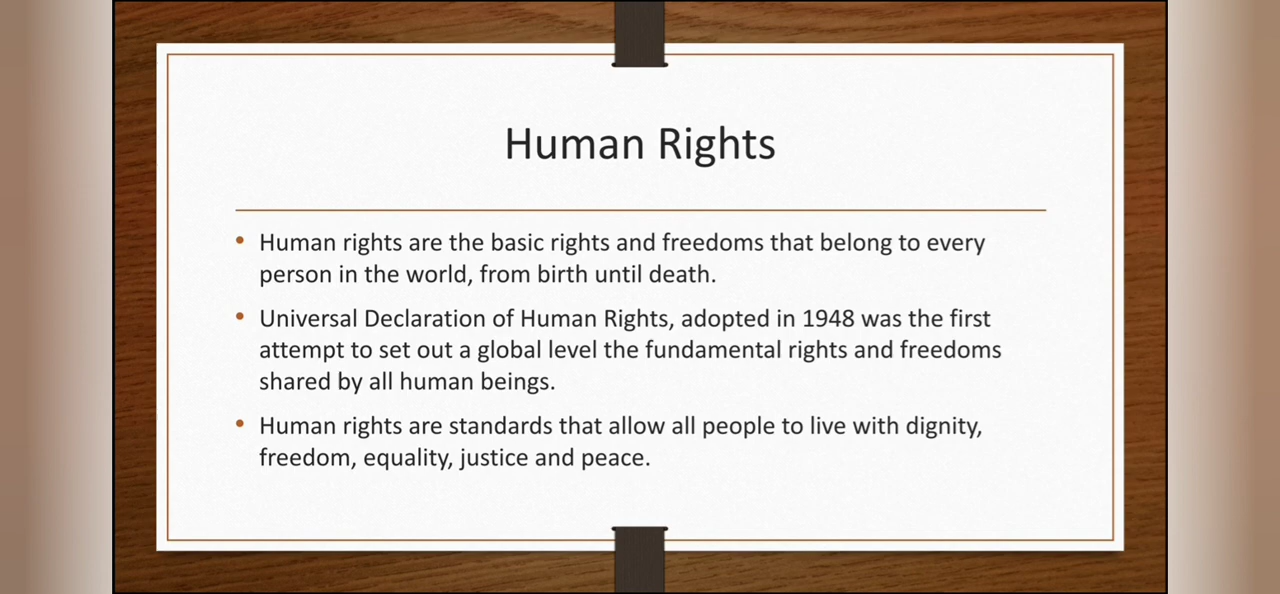 Human Rights
• Human rights are the basic rights and freedoms that belong to every
person in the world, from birth until death.
• Universal Declaration of Human Rights, adopted in 1948 was the first
attempt to set out a global level the fundamental rights and freedoms
shared by all human beings.
• Human rights are standards that allow all people to live with dignity,
freedom, equality, justice and peace.